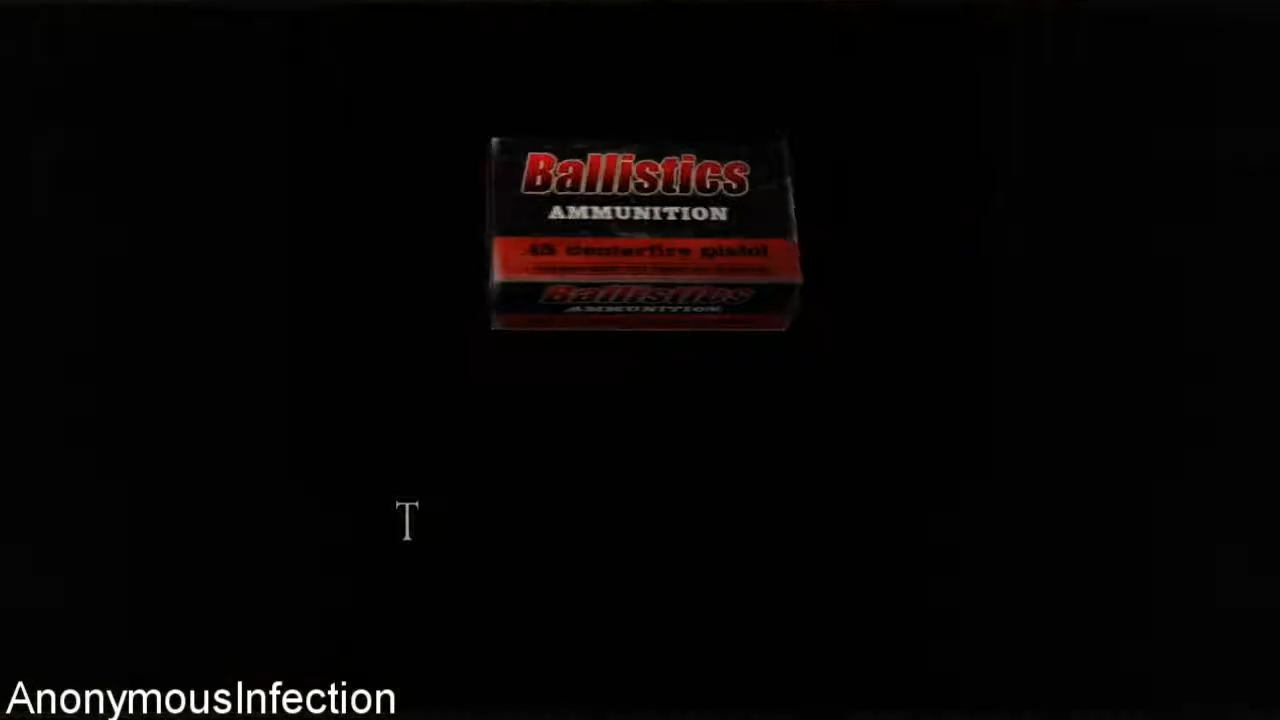 Ballistics
AMMUNITION
.45 centerfire pistol
Ballistics
AMMUNITION
T
AnonymousInfection